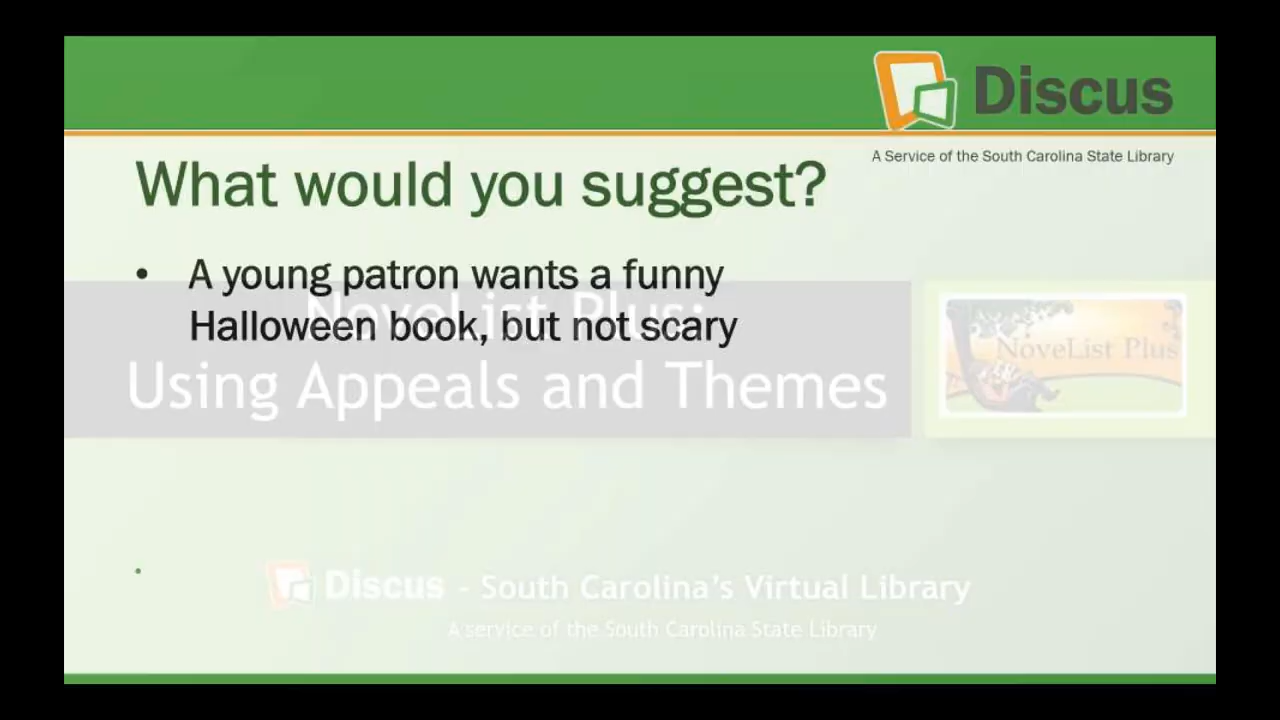 Discus
A Service of the South Carolina State Library
What would you suggest?
• A young patron wants a funny
Halloween book, but not scary
NoveList Plus:
Using Appeals and Themes
NoveList Plus
Discus - South Carolina’s Virtual Library
A service of the South Carolina State Library